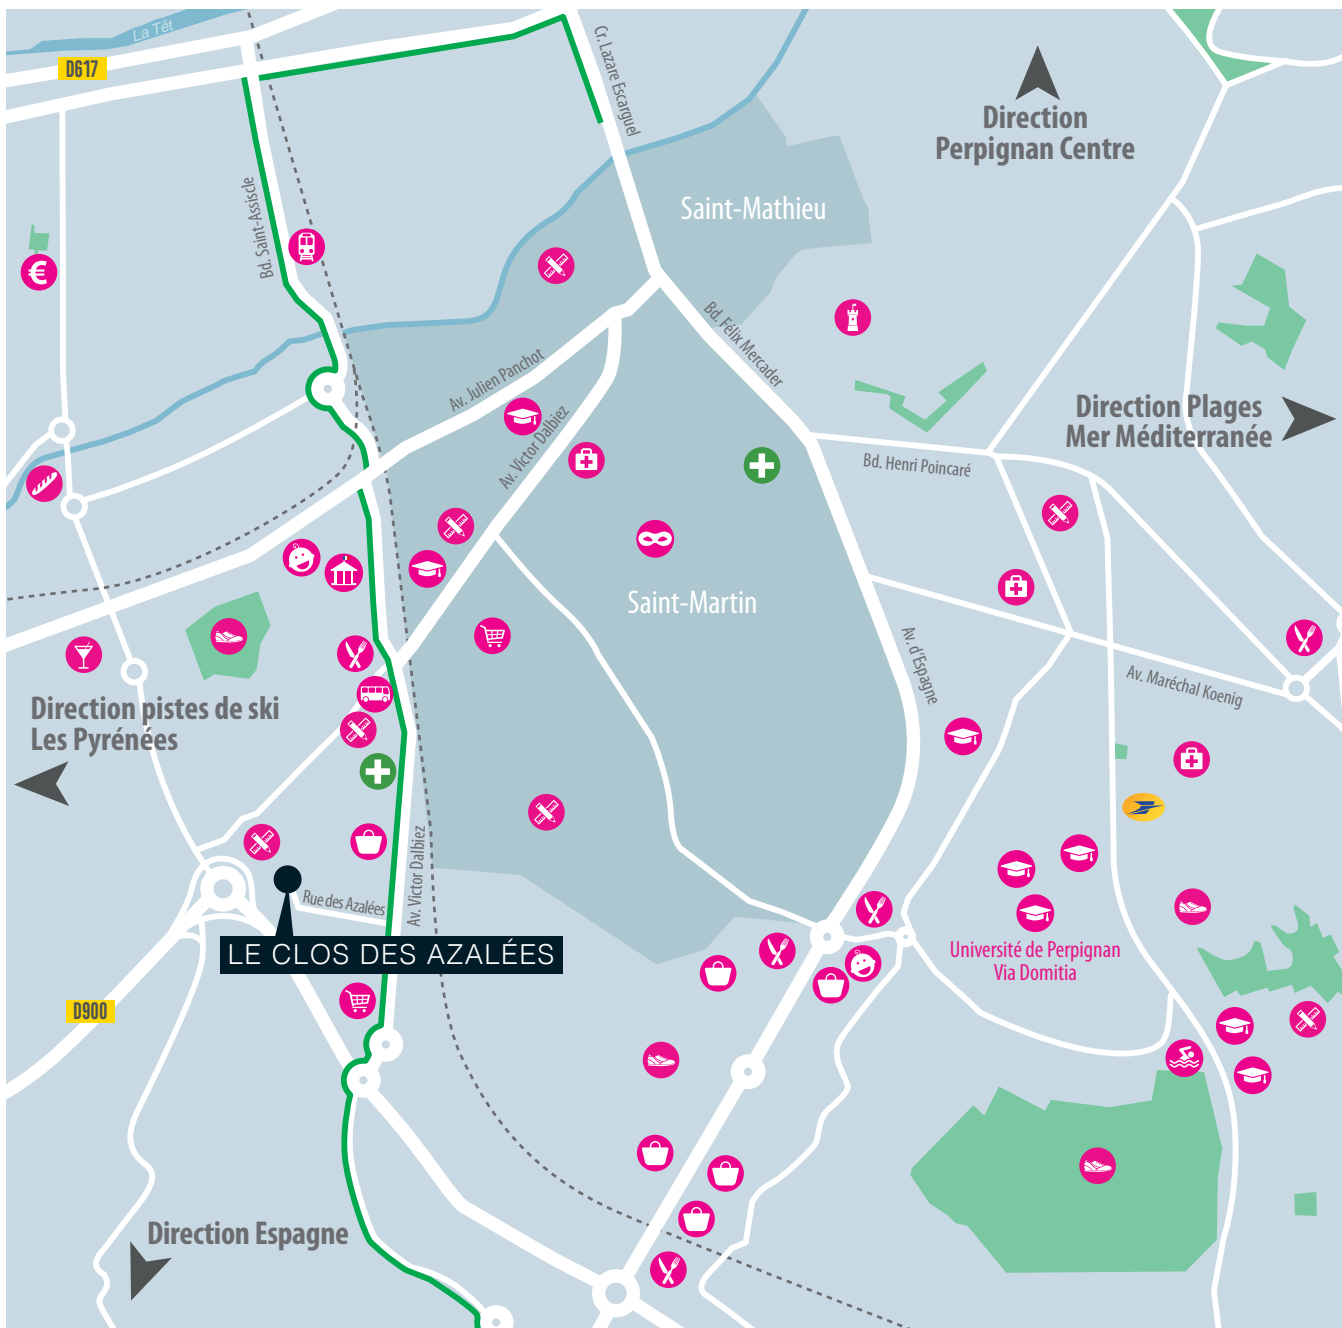 La Têt
D617
Cr. Lazare Escarguel
Direction
Perpignan Centre
Bd. Saint-Assiscle
Saint-Mathieu
€
Bd. Félix Mercader
Av. Julien Panchot
Av. Victor Dalbiez
Direction Plages
Mer Méditerranée
Bd. Henri Poincaré
Saint-Martin
Av. d'Espagne
Av. Maréchal Koenig
Direction pistes de ski
Les Pyrénées
Av. Victor Dalbiez
Rue des Azalées
LE CLOS DES AZALÉES
Université de Perpignan
Via Domitia
D900
Direction Espagne